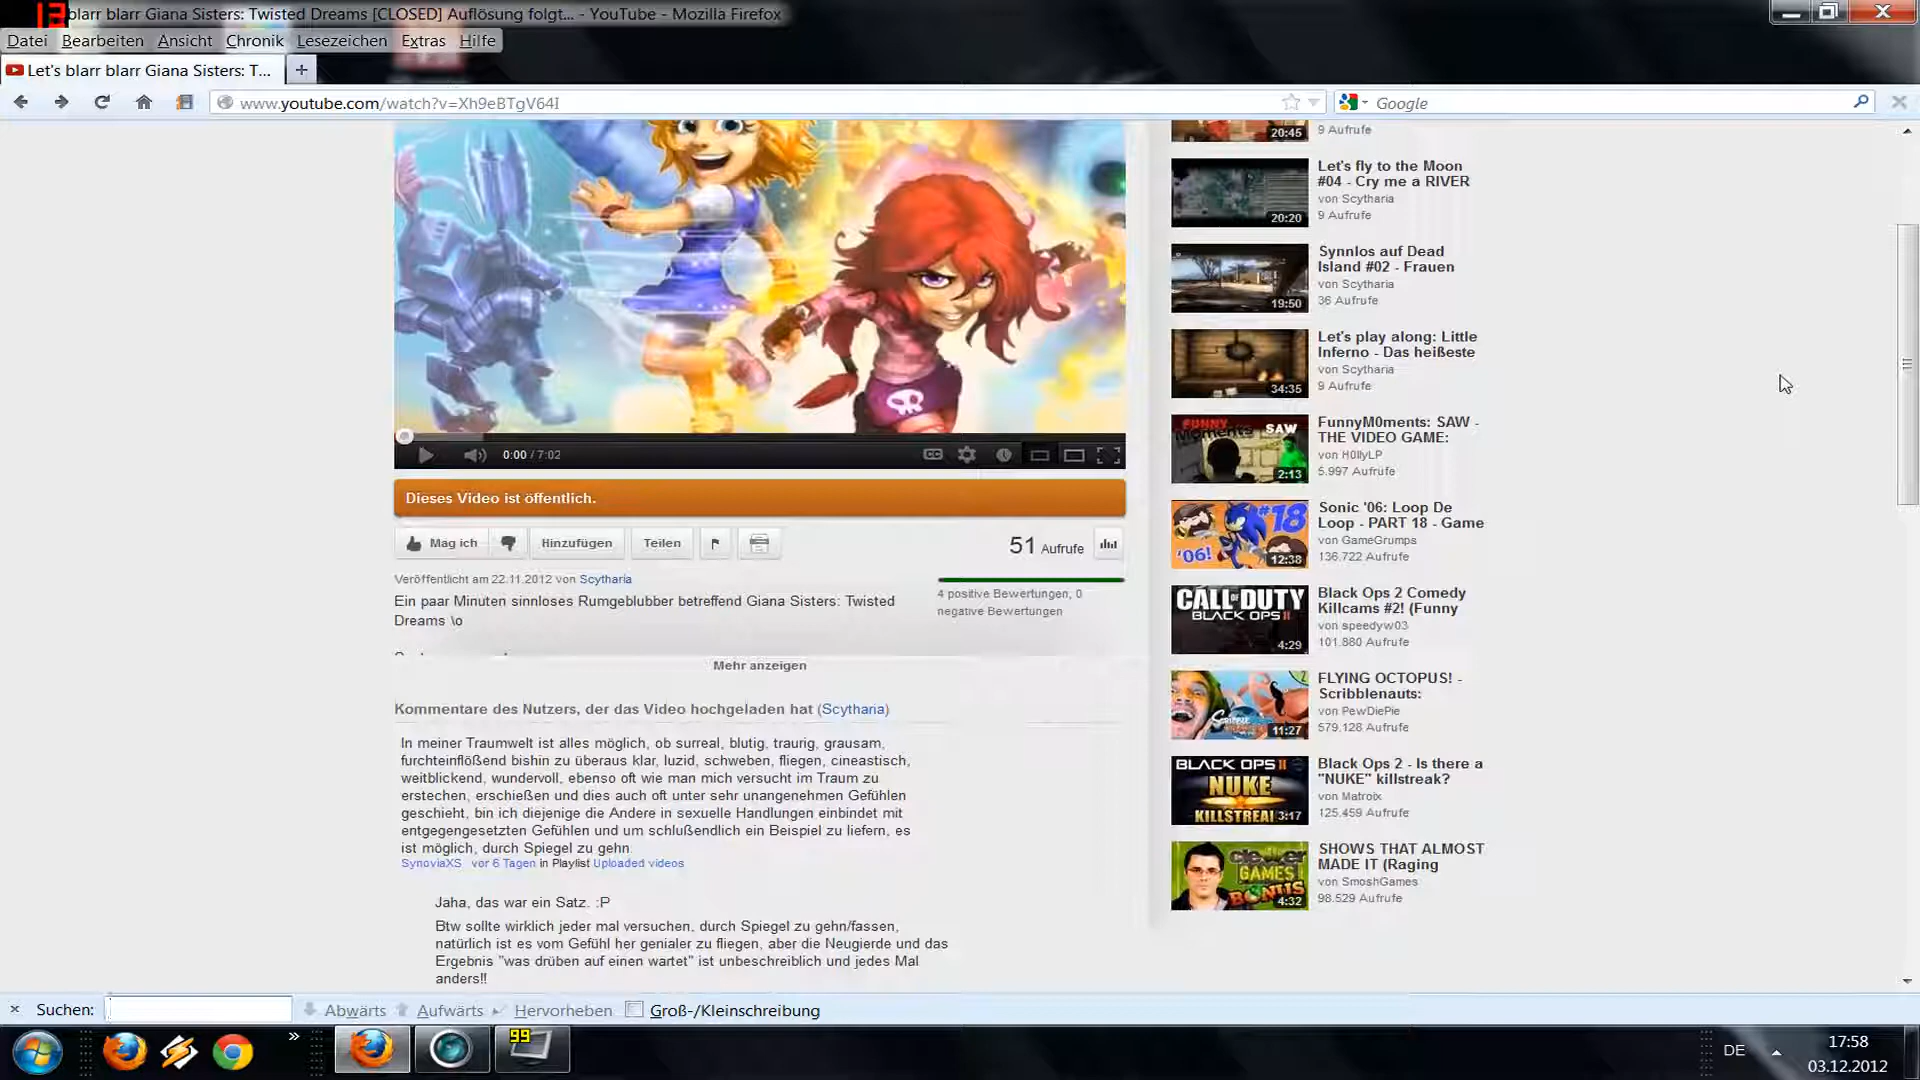 blarr blarr Giana Sisters: Twisted Dreams [CLOSED] Auflösung folgt... - YouTube - Mozilla Firefox
Datei Bearbeiten Ansicht Chronik Lesezeichen Extras Hilfe
Let's blarr blarr Giana Sisters: T...
www.youtube.com/watch?v=Xh9eBTgV64I
Google
0:00 / 7:02
CC
Dieses Video ist öffentlich.
Mag ich
Hinzufügen
Teilen
51 Aufrufe
Veröffentlicht am 22.11.2012 von Scytharia
Ein paar Minuten sinnloses Rumgeblubber betreffend Giana Sisters: Twisted
Dreams \o
4 positive Bewertungen, 0
negative Bewertungen
Mehr anzeigen
Kommentare des Nutzers, der das Video hochgeladen hat (Scytharia)
In meiner Traumwelt ist alles möglich, ob surreal, blutig, traurig, grausam,
furchteinflößend bishin zu überaus klar, luzid, schweben, fliegen, cineastisch,
weitblickend, wundervoll, ebenso oft wie man mich versucht im Traum zu
erstechen, erschießen und dies auch oft unter sehr unangenehmen Gefühlen
geschieht, bin ich diejenige die Andere in sexuelle Handlungen einbindet mit
entgegengesetzten Gefühlen und um schlußendlich ein Beispiel zu liefern, es
ist möglich, durch Spiegel zu gehn.
SynoviaXS vor 6 Tagen in Playlist Uploaded videos
Jaha, das war ein Satz. :P
Btw sollte wirklich jeder mal versuchen, durch Spiegel zu gehn/fassen,
natürlich ist es vom Gefühl her genialer zu fliegen, aber die Neugierde und das
Ergebnis "was drüben auf einen wartet" ist unbeschreiblich und jedes Mal
anders!!
20:45
9 Aufrufe
20:20
Let's fly to the Moon
#04 - Cry me a RIVER
von Scytharia
9 Aufrufe
19:50
Synnlos auf Dead
Island #02 - Frauen
von Scytharia
36 Aufrufe
34:35
Let's play along: Little
Inferno - Das heißeste
von Scytharia
9 Aufrufe
FUNNY
Moments
SAW
2:13
FunnyM0ments: SAW -
THE VIDEO GAME:
von H0llyLP
5.997 Aufrufe
#18
'06!
12:38
Sonic '06: Loop De
Loop - PART 18 - Game
von GameGrumps
136.722 Aufrufe
CALL OF DUTY
BLACK OPS II
4:29
Black Ops 2 Comedy
Killcams #2! (Funny
von speedyw03
101.880 Aufrufe
SCRIBBLE
11:27
FLYING OCTOPUS! -
Scribblenauts:
von PewDiePie
579.128 Aufrufe
BLACK OPS II
NUKE
KILLSTREA
3:17
Black Ops 2 - Is there a
"NUKE" killstreak?
von Matroix
125.459 Aufrufe
clevver
GAMES
BONUS
4:32
SHOWS THAT ALMOST
MADE IT (Raging
von SmoshGames
98.529 Aufrufe
Suchen:
Abwärts
Aufwärts
Hervorheben
Groß-/Kleinschreibung
99
DE
17:58
03.12.2012